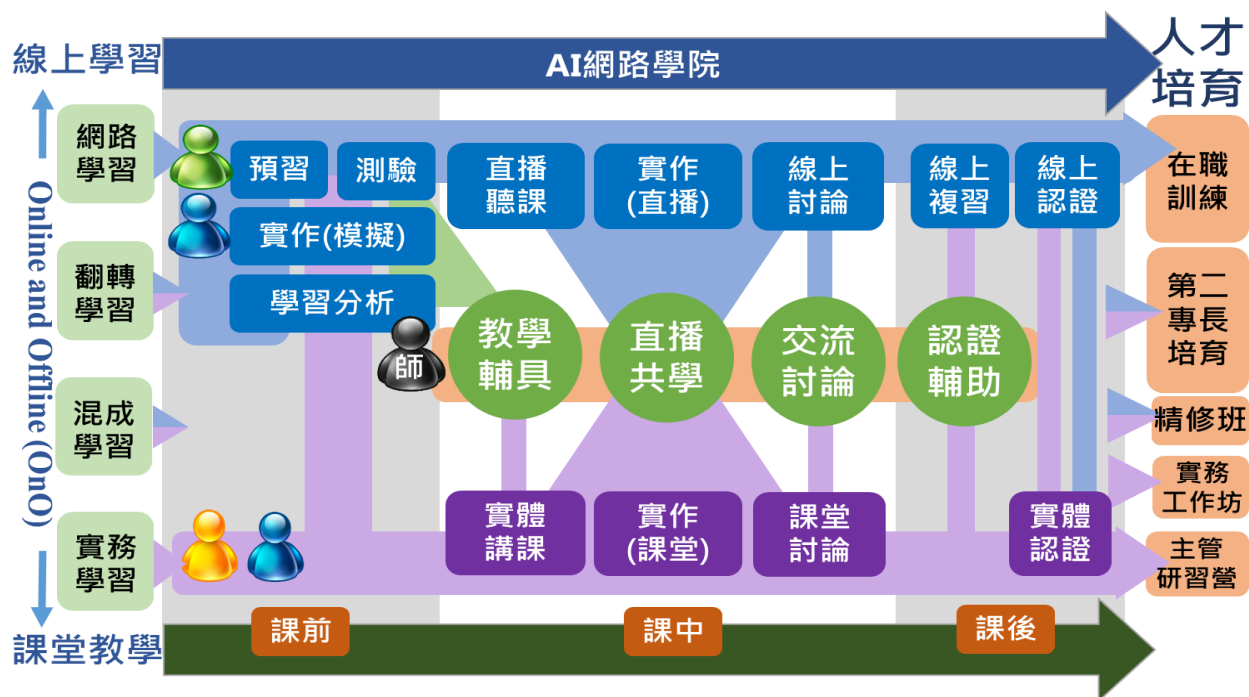 線上學習
AI網路學院
人才
培育
Online and Offline (OnO)
網路
學習
翻轉
學習
混成
學習
實務
學習
課堂教學
預習
測驗
實作(模擬)
學習分析
直播
聽課
實作
(直播)
線上
討論
線上
複習
線上
認證
師
教學
輔具
直播
共學
交流
討論
認證
輔助
實體
講課
實作
(課堂)
課堂
討論
實體
認證
在職
訓練
第二
專長
培育
精修班
實務
工作坊
主管
研習營
課前
課中
課後